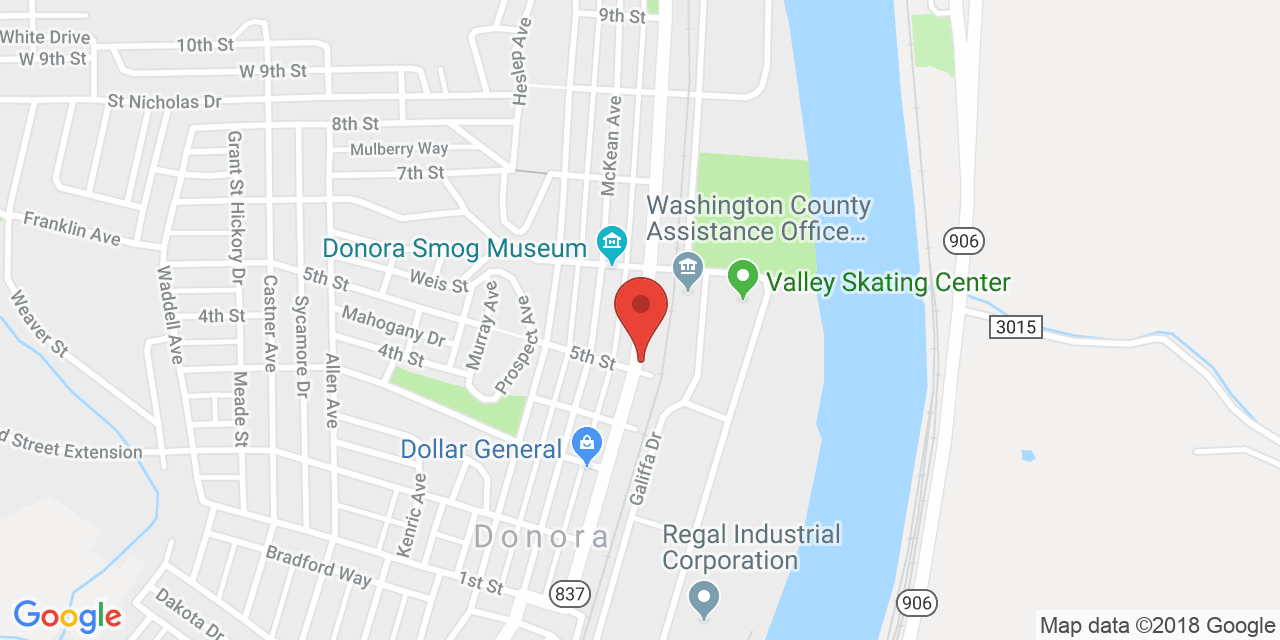 9th St
White Drive
10th St
W 9th St
W 9th St
Heslep Ave
St Nicholas Dr
8th St
McKean Ave
Mulberry Way
7th St
Grant St
Hickory Dr
Franklin Ave
Washington County
Assistance Office...
906
Donora Smog Museum
5th St
Weis St
Valley Skating Center
Waddell Ave
Castner Ave
Sycamore Dr
4th St
Mahogany Dr
Murray Ave
Prospect Ave
3015
Weaver St
4th St
5th St
Allen Ave
Meade St
d Street Extension
Dollar General
Galiffa Dr
Kenric Ave
Donora
Regal Industrial
Corporation
Bradford Way
1st St
837
906
Dakota Dr
Google
Map data ©2018 Google